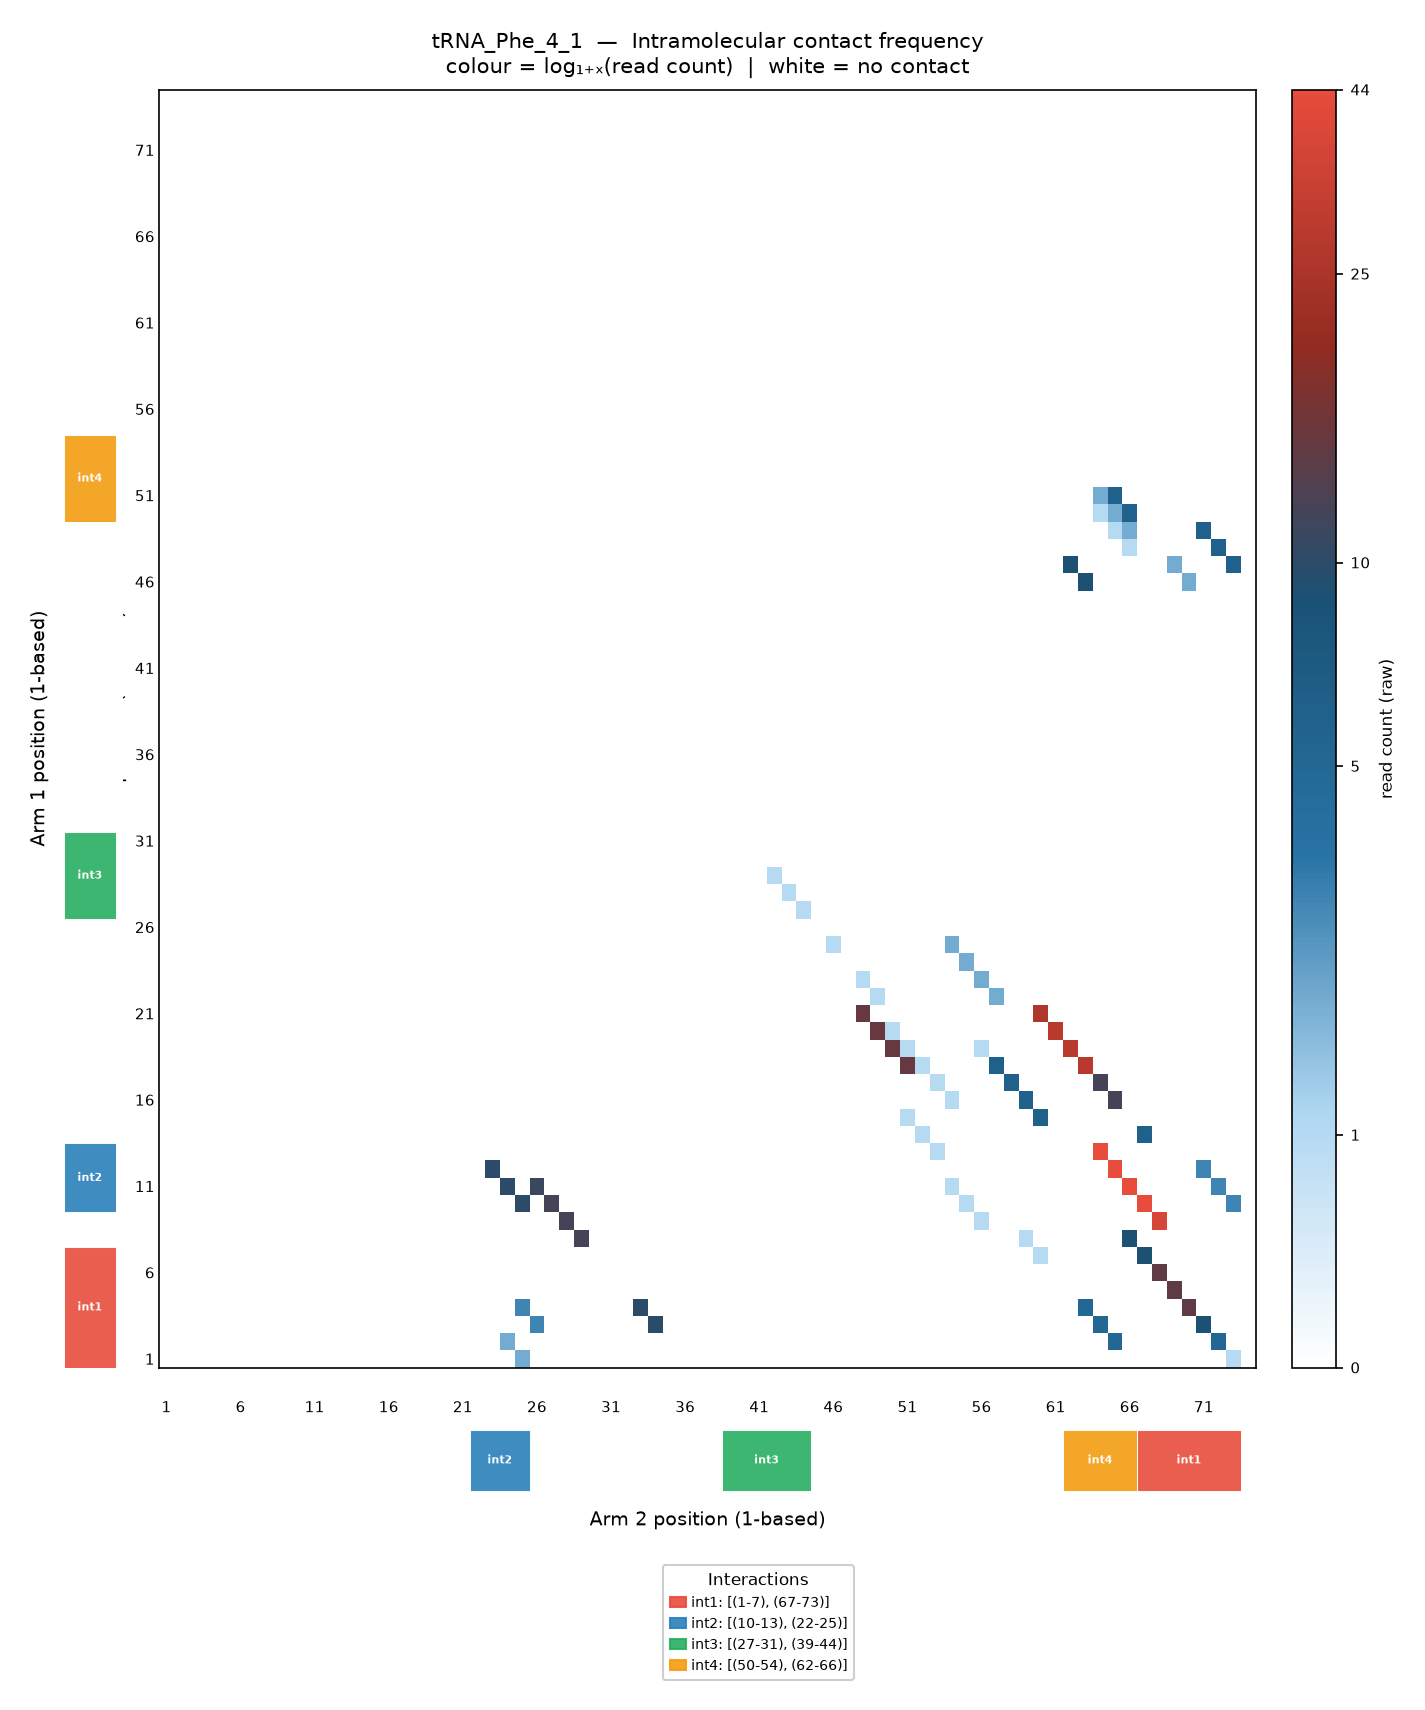 tRNA_Phe_4_1 — Intramolecular contact frequency
colour = log₁₊ₓ(read count) | white = no contact
71
66
61
56
51
46
41
36
31
26
21
16
11
6
1
int4
int3
int2
int1
Arm 1 position (1-based)
1 6 11 16 21 26 31 36 41 46 51 56 61 66 71
int2 int3 int4 int1
Arm 2 position (1-based)
44
25
10
5
1
0
read count (raw)
Interactions
int1: [(1-7), (67-73)]
int2: [(10-13), (22-25)]
int3: [(27-31), (39-44)]
int4: [(50-54), (62-66)]